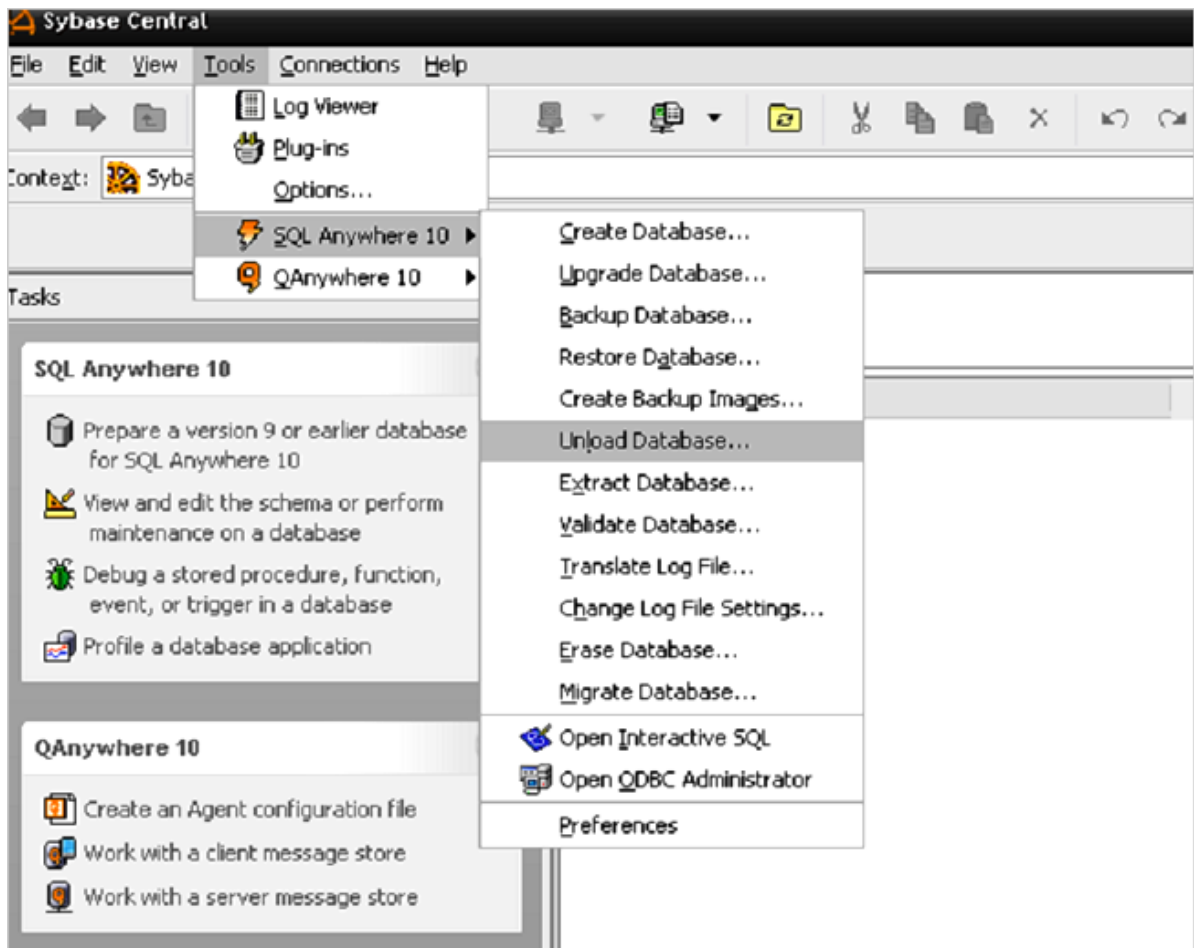 Sybase Central
File Edit View Tools Connections Help
Log Viewer
Plug-ins
Options...
Context: Syba
SQL Anywhere 10
QAnywhere 10
Create Database...
Upgrade Database...
Backup Database...
Restore Database...
Create Backup Images...
Unload Database...
Extract Database...
Validate Database...
Translate Log File...
Change Log File Settings...
Erase Database...
Migrate Database...
Open Interactive SQL
Open ODBC Administrator
Preferences
Tasks
SQL Anywhere 10
Prepare a version 9 or earlier database
for SQL Anywhere 10
View and edit the schema or perform
maintenance on a database
Debug a stored procedure, function,
event, or trigger in a database
Profile a database application
QAnywhere 10
Create an Agent configuration file
Work with a client message store
Work with a server message store